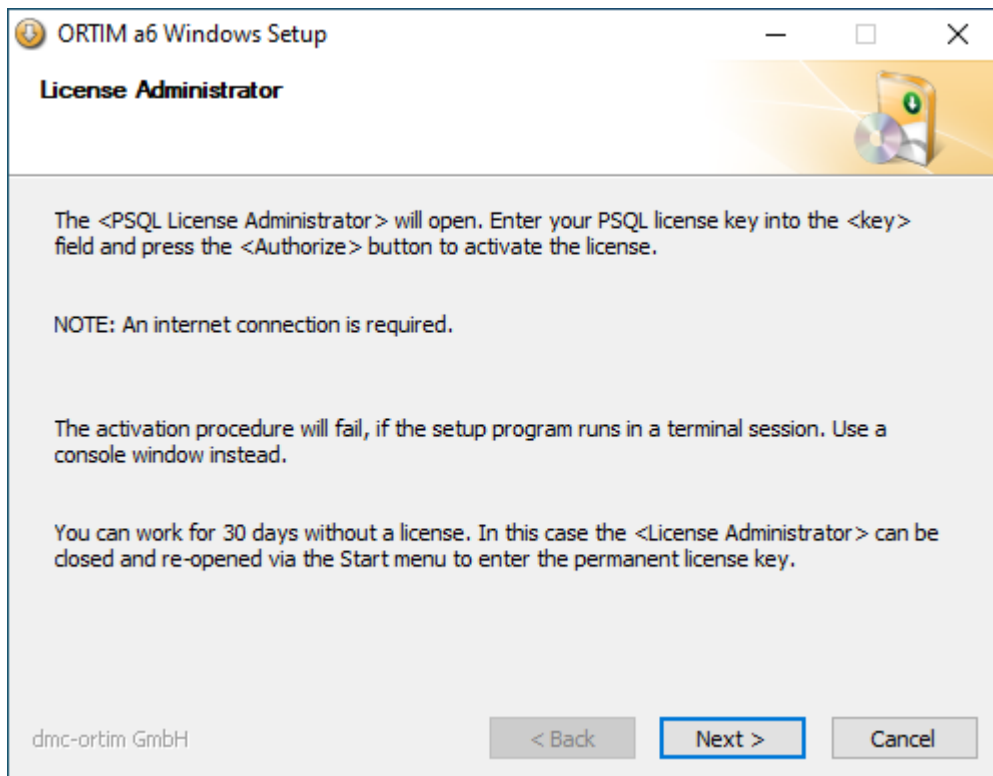 ORTIM a6 Windows Setup
License Administrator
The <PSQL License Administrator> will open. Enter your PSQL license key into the <key>
field and press the <Authorize> button to activate the license.
NOTE: An internet connection is required.
The activation procedure will fail, if the setup program runs in a terminal session. Use a
console window instead.
You can work for 30 days without a license. In this case the <License Administrator> can be
closed and re-opened via the Start menu to enter the permanent license key.
dmc-ortim GmbH
< Back
Next >
Cancel